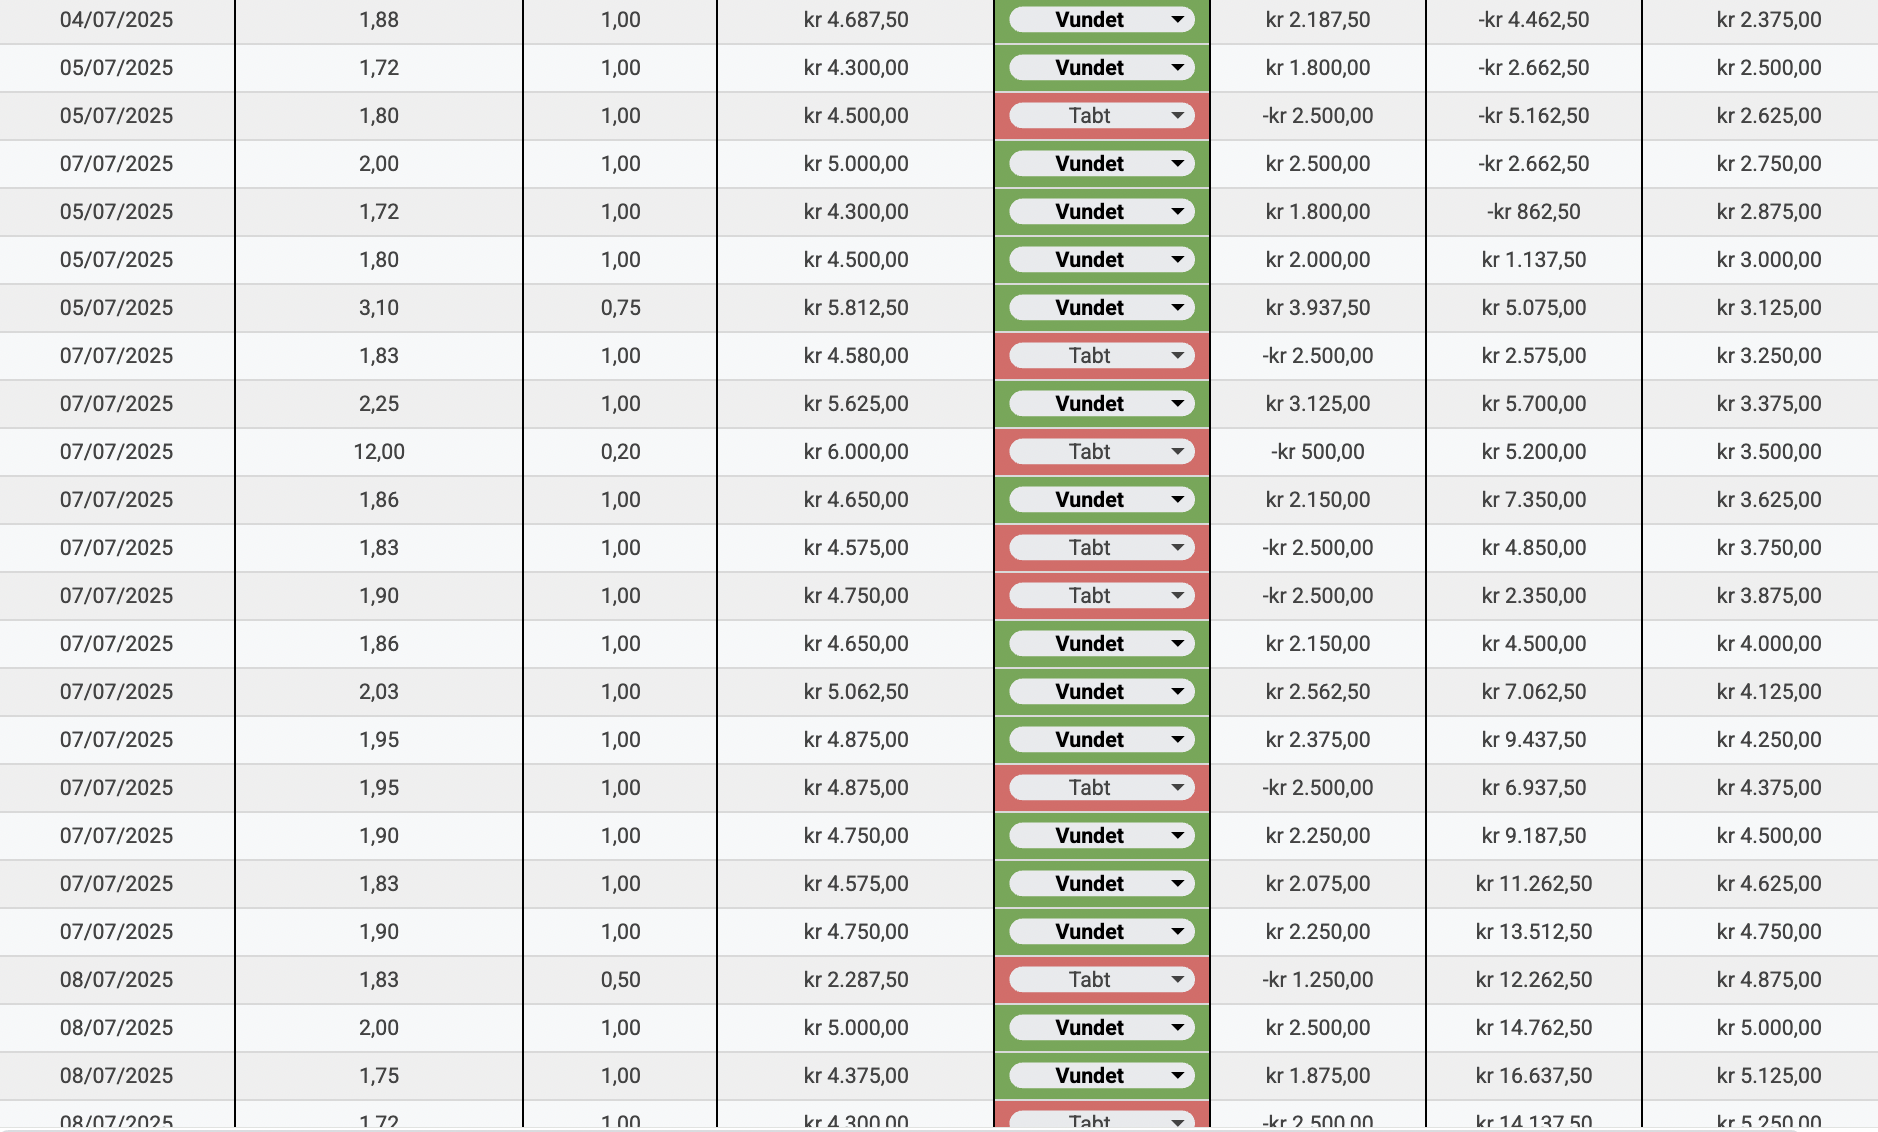 04/07/2025 1,88 1,00 kr 4.687,50 Vundet kr 2.187,50 -kr 4.462,50 kr 2.375,00
05/07/2025 1,72 1,00 kr 4.300,00 Vundet kr 1.800,00 -kr 2.662,50 kr 2.500,00
05/07/2025 1,80 1,00 kr 4.500,00 Tabt -kr 2.500,00 -kr 5.162,50 kr 2.625,00
07/07/2025 2,00 1,00 kr 5.000,00 Vundet kr 2.500,00 -kr 2.662,50 kr 2.750,00
05/07/2025 1,72 1,00 kr 4.300,00 Vundet kr 1.800,00 -kr 862,50 kr 2.875,00
05/07/2025 1,80 1,00 kr 4.500,00 Vundet kr 2.000,00 kr 1.137,50 kr 3.000,00
05/07/2025 3,10 0,75 kr 5.812,50 Vundet kr 3.937,50 kr 5.075,00 kr 3.125,00
07/07/2025 1,83 1,00 kr 4.580,00 Tabt -kr 2.500,00 kr 2.575,00 kr 3.250,00
07/07/2025 2,25 1,00 kr 5.625,00 Vundet kr 3.125,00 kr 5.700,00 kr 3.375,00
07/07/2025 12,00 0,20 kr 6.000,00 Tabt -kr 500,00 kr 5.200,00 kr 3.500,00
07/07/2025 1,86 1,00 kr 4.650,00 Vundet kr 2.150,00 kr 7.350,00 kr 3.625,00
07/07/2025 1,83 1,00 kr 4.575,00 Tabt -kr 2.500,00 kr 4.850,00 kr 3.750,00
07/07/2025 1,90 1,00 kr 4.750,00 Tabt -kr 2.500,00 kr 2.350,00 kr 3.875,00
07/07/2025 1,86 1,00 kr 4.650,00 Vundet kr 2.150,00 kr 4.500,00 kr 4.000,00
07/07/2025 2,03 1,00 kr 5.062,50 Vundet kr 2.562,50 kr 7.062,50 kr 4.125,00
07/07/2025 1,95 1,00 kr 4.875,00 Vundet kr 2.375,00 kr 9.437,50 kr 4.250,00
07/07/2025 1,95 1,00 kr 4.875,00 Tabt -kr 2.500,00 kr 6.937,50 kr 4.375,00
07/07/2025 1,90 1,00 kr 4.750,00 Vundet kr 2.250,00 kr 9.187,50 kr 4.500,00
07/07/2025 1,83 1,00 kr 4.575,00 Vundet kr 2.075,00 kr 11.262,50 kr 4.625,00
07/07/2025 1,90 1,00 kr 4.750,00 Vundet kr 2.250,00 kr 13.512,50 kr 4.750,00
08/07/2025 1,83 0,50 kr 2.287,50 Tabt -kr 1.250,00 kr 12.262,50 kr 4.875,00
08/07/2025 2,00 1,00 kr 5.000,00 Vundet kr 2.500,00 kr 14.762,50 kr 5.000,00
08/07/2025 1,75 1,00 kr 4.375,00 Vundet kr 1.875,00 kr 16.637,50 kr 5.125,00
08/07/2025 1,72 1,00 kr 4.300,00 Tabt -kr 2.500,00 kr 14.137,50 kr 5.250,00